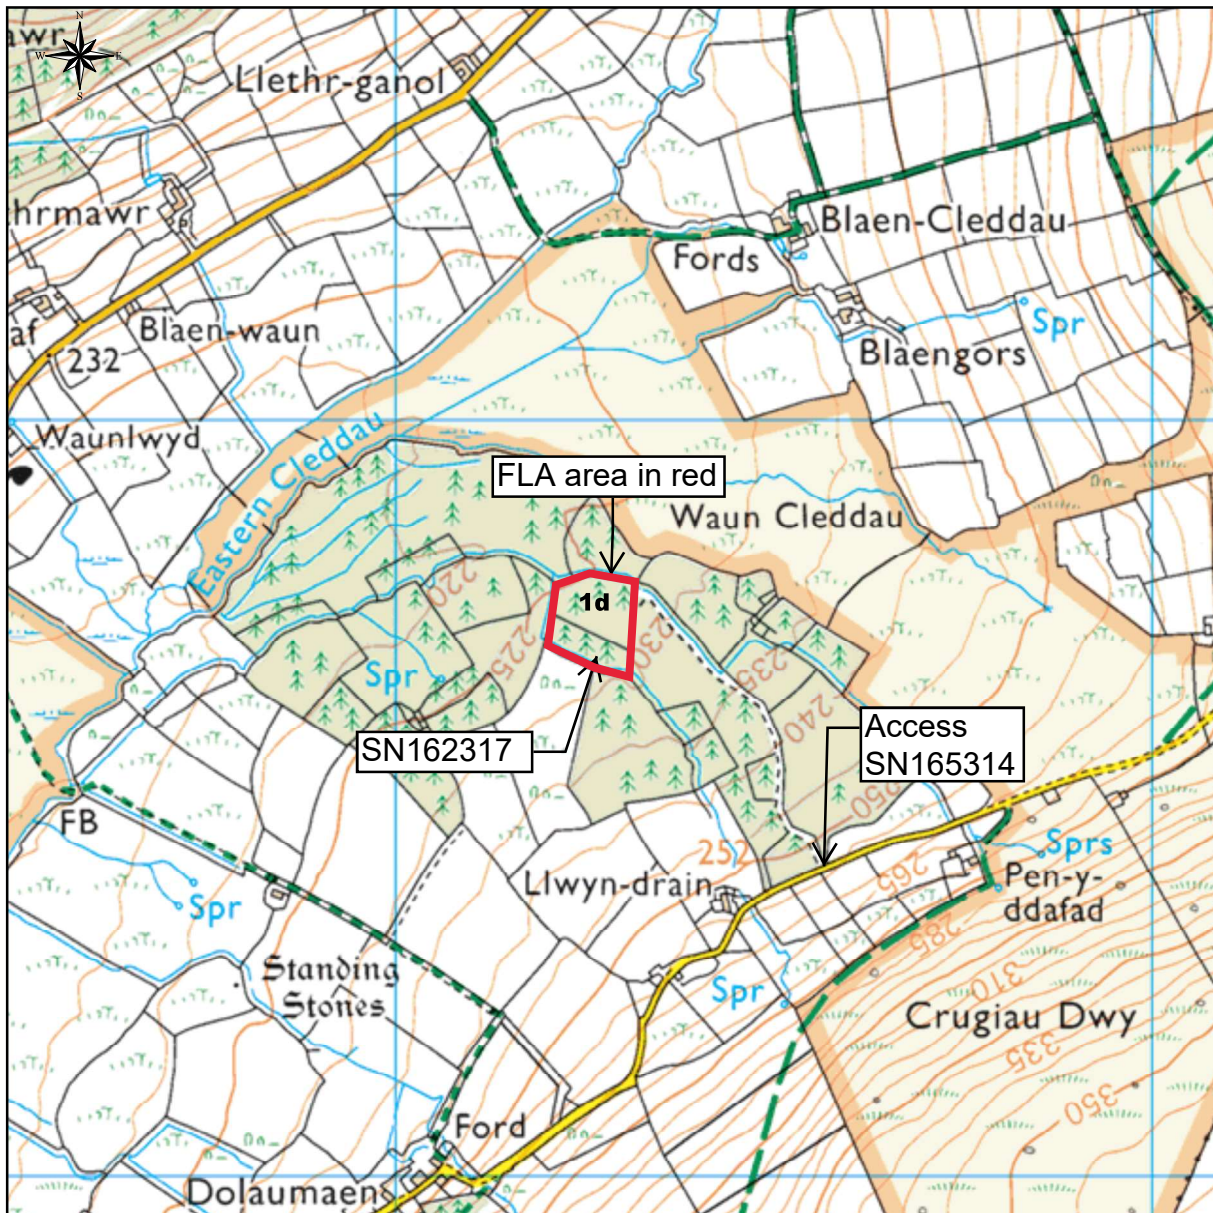 awr
N
W
E
S
Llethr-ganol
hrmawr
Blaen-Cleddau
Fords
af
232
Blaen-waun
Spr
Blaengors
Waunlwyd
Eastern Cleddau
FLA area in red
Waun Cleddau
220
1d
225
230
235
240
Spr
SN162317
Access
SN165314
250
250
FB
252
Sprs
265
Llwyn-drain
Pen-y-
ddafad
Spr
285
Standing
Stones
Spr
310
Crugiau Dwy
335
350
Ford
Dolaumaen